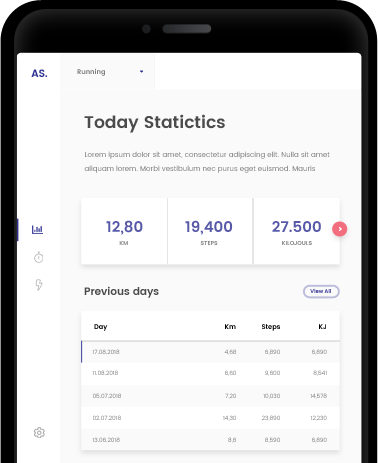 AS.
Running
Today Statictics
Lorem ipsum dolor sit amet, consectetur adipiscing elit. Nulla sit amet
aliquam lorem. Morbi vestibulum nec purus eget euismod. Mauris
12,80 19,400 27.500
KM STEPS KILOJOULS
Previous days View All
Day Km Steps KJ
17.08.2018 4,68 6,890 6,890
11.08.2018 6,60 9,600 8,641
05.07.2018 7,20 10,030 14,578
02.07.2018 14,30 23,890 12,230
13.06.2018 8,8 8,590 6,890